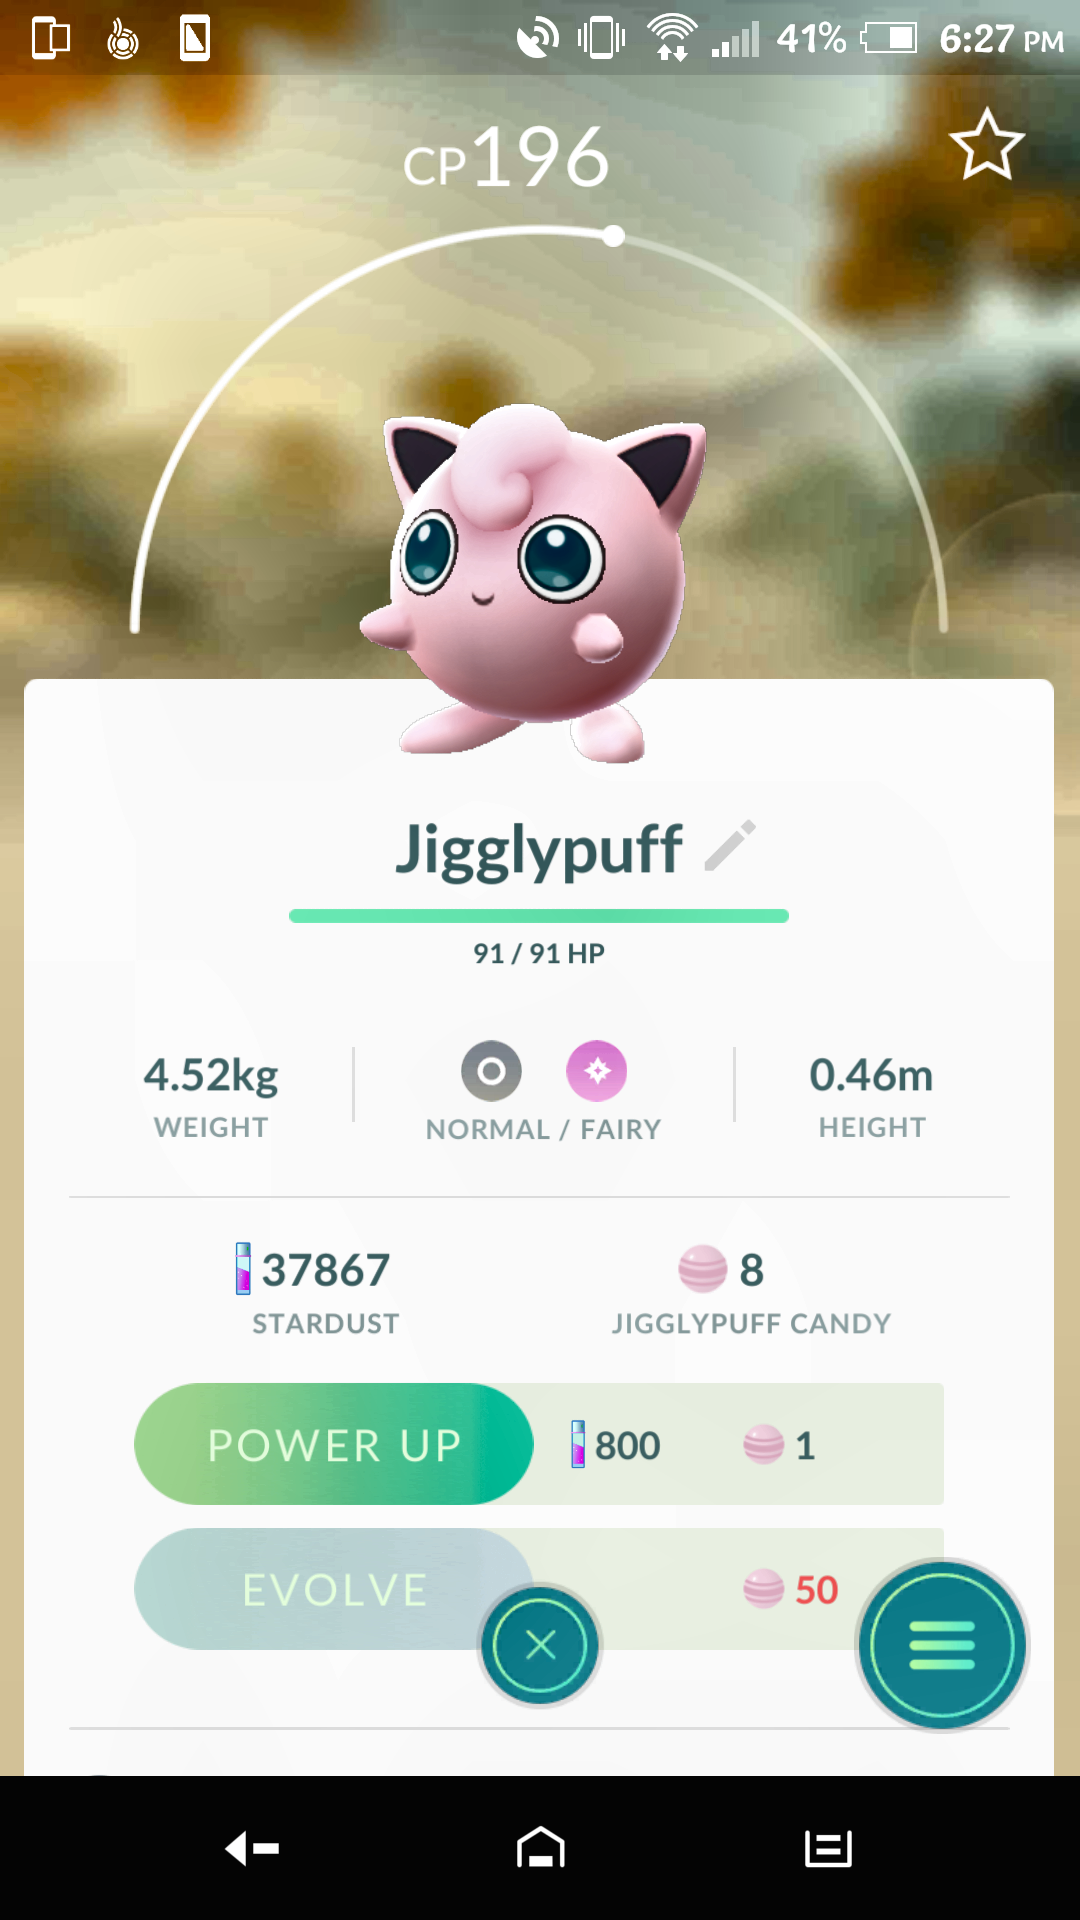 41% 6:27 PM
CP196
Jigglypuff
91 / 91 HP
4.52kg
WEIGHT
NORMAL / FAIRY
0.46m
HEIGHT
37867
STARDUST
8
JIGGLYPUFF CANDY
POWER UP 800 1
EVOLVE 50